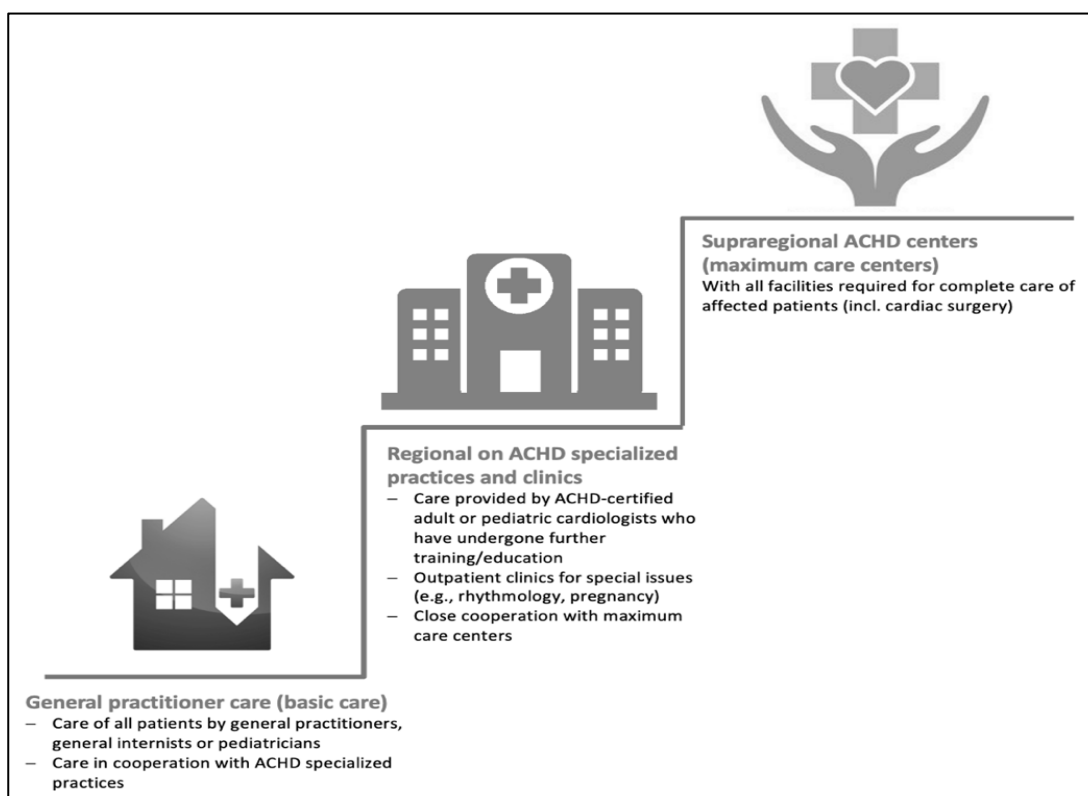 Supraregional ACHD centers
(maximum care centers)
With all facilities required for complete care of
affected patients (incl. cardiac surgery)
Regional on ACHD specialized
practices and clinics
– Care provided by ACHD-certified
adult or pediatric cardiologists who
have undergone further
training/education
– Outpatient clinics for special issues
(e.g., rhythmology, pregnancy)
– Close cooperation with maximum
care centers
General practitioner care (basic care)
– Care of all patients by general practitioners,
general internists or pediatricians
– Care in cooperation with ACHD specialized
practices